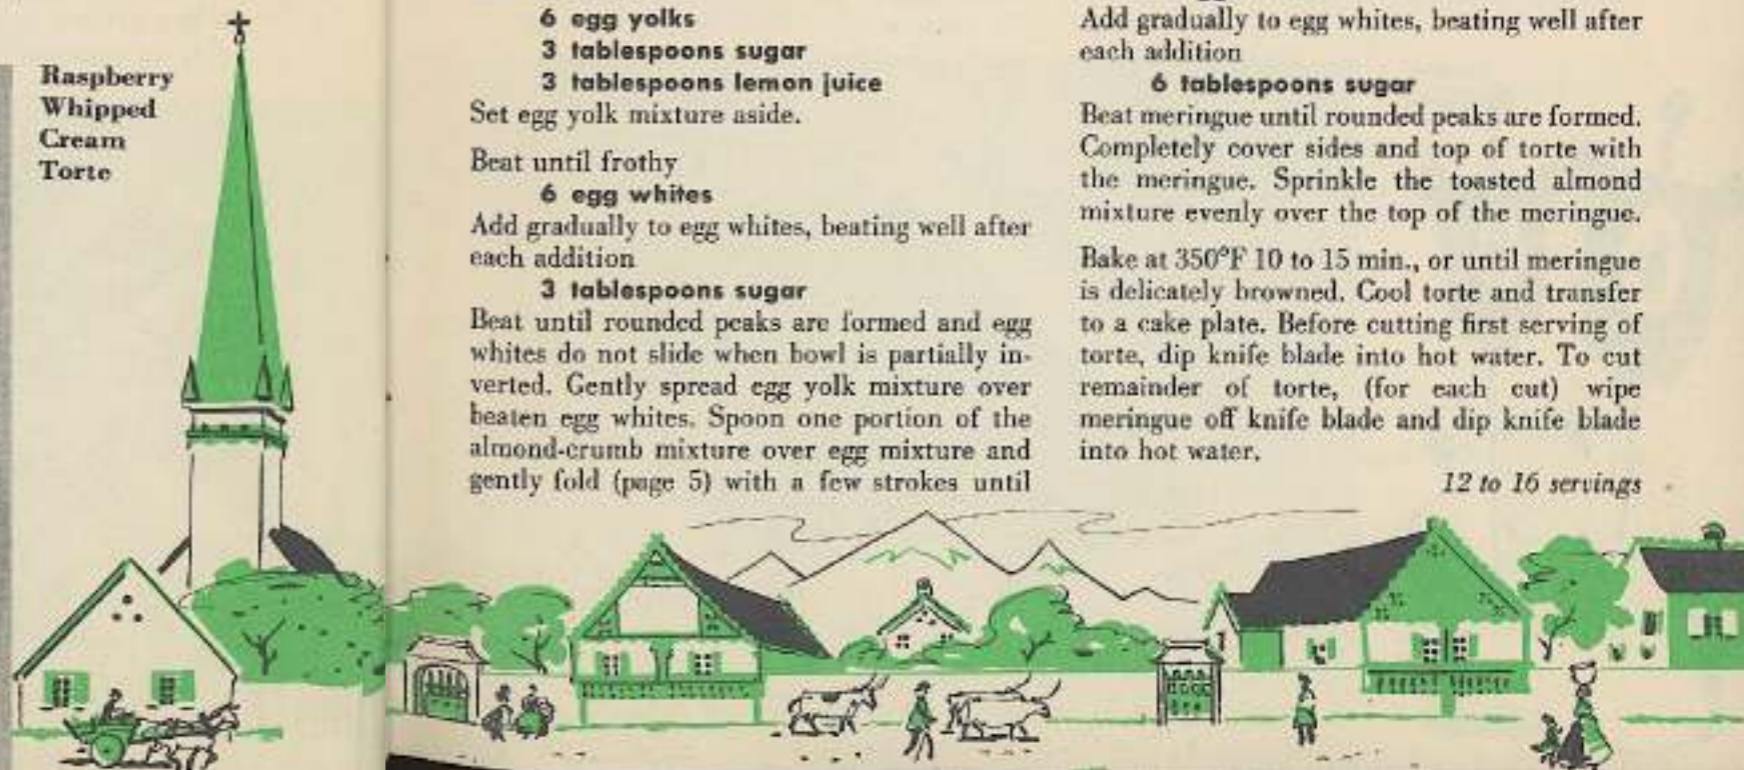 Raspberry
Whipped
Cream
Torte
6 egg yolks
3 tablespoons sugar
3 tablespoons lemon juice
Set egg yolk mixture aside.
Beat until frothy
6 egg whites
Add gradually to egg whites, beating well after
each addition
3 tablespoons sugar
Beat until rounded peaks are formed and egg
whites do not slide when bowl is partially in-
verted. Gently spread egg yolk mixture over
beaten egg whites. Spoon one portion of the
almond-crumb mixture over egg mixture and
gently fold (page 5) with a few strokes until
Add gradually to egg whites, beating well after
each addition
6 tablespoons sugar
Beat meringue until rounded peaks are formed.
Completely cover sides and top of torte with
the meringue. Sprinkle the toasted almond
mixture evenly over the top of the meringue.
Bake at 350°F 10 to 15 min., or until meringue
is delicately browned. Cool torte and transfer
to a cake plate. Before cutting first serving of
torte, dip knife blade into hot water. To cut
remainder of torte, (for each cut) wipe
meringue off knife blade and dip knife blade
into hot water.
12 to 16 servings